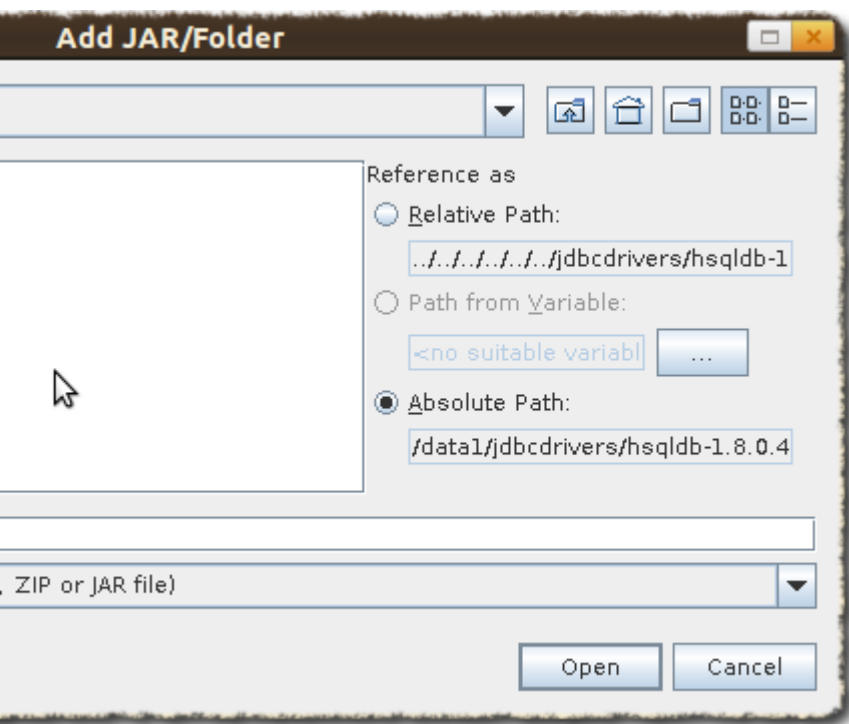 Add JAR/Folder
Reference as
Relative Path:
../../../../../../jdbcdrivers/hsqldb-1
Path from Variable:
<no suitable variabl
...
Absolute Path:
/data1/jdbcdrivers/hsqldb-1.8.0.4
, ZIP or JAR file)
Open
Cancel